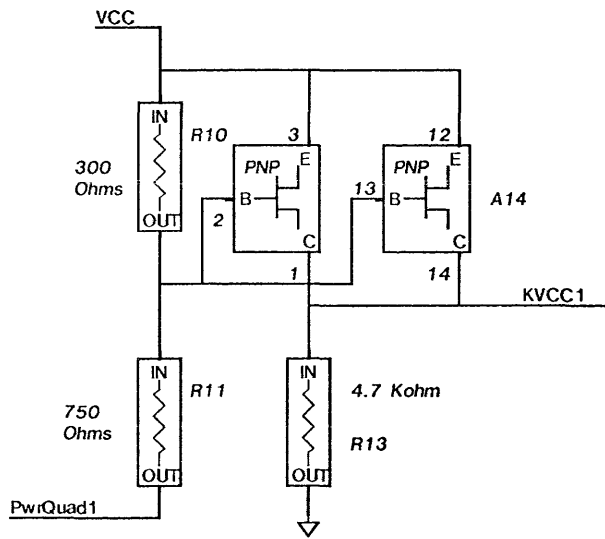 VCC
IN
R10
300
Ohms
OUT
3
PNP
E
B
2
C
1
12
PNP
E
13
B
A14
C
14
KVCC1
IN
R11
750
Ohms
OUT
PwrQuad1
IN
4.7 Kohm
R13
OUT